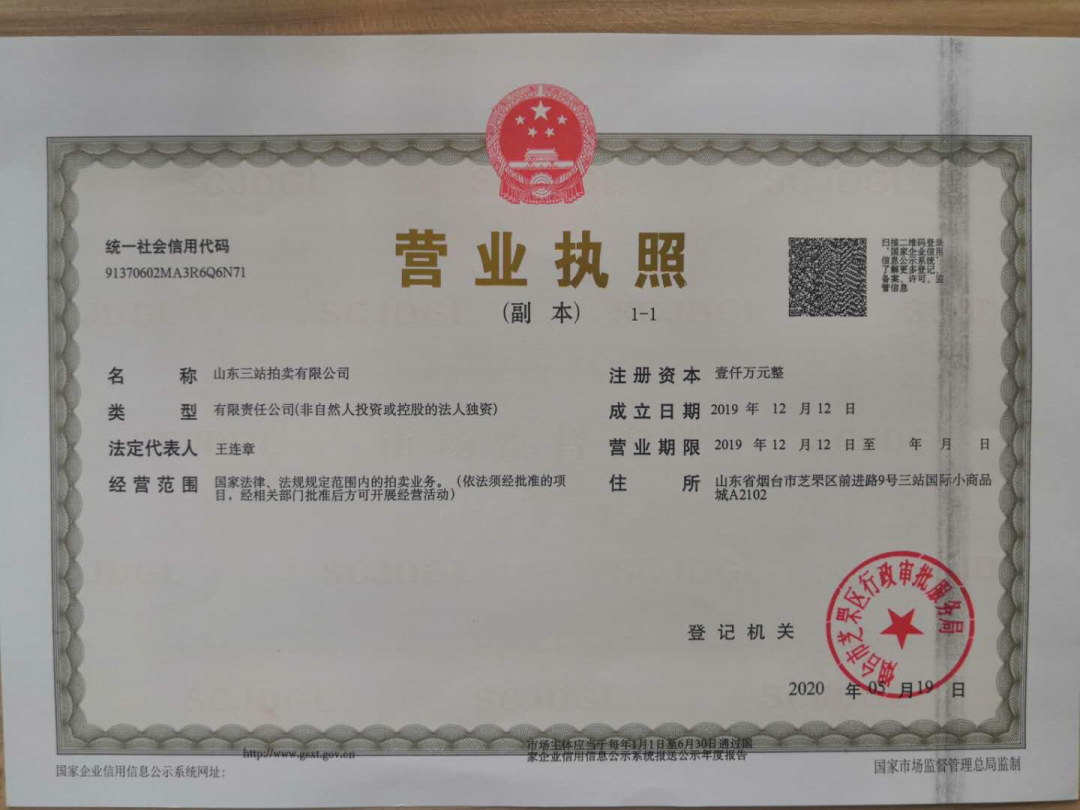 统一社会信用代码
91370602MA3R6Q6N71
营业执照
(副 本) 1-1
扫描二维码登录
‘国家企业信用
信息公示系统’
了解更多登记、
备案、许可、监
管信息
名 称 山东三站拍卖有限公司
类 型 有限责任公司(非自然人投资或控股的法人独资)
法定代表人 王连章
经营范围 国家法律、法规规定范围内的拍卖业务。(依法须经批准的项
目，经相关部门批准后方可开展经营活动)
注册资本 壹仟万元整
成立日期 2019 年 12 月 12 日
营业期限 2019 年 12 月 12 日 至 年 月 日
住 所 山东省烟台市芝罘区前进路9号三站国际小商品
城A2102
烟台市芝罘区行政审批服务局
登记机关
2020 年 05 月 19 日
http://www.gsxt.gov.cn
国家企业信用信息公示系统网址：
市场主体应当于每年1月1日至6月30日通过国
家企业信用信息公示系统报送公示年度报告
国家市场监督管理总局监制